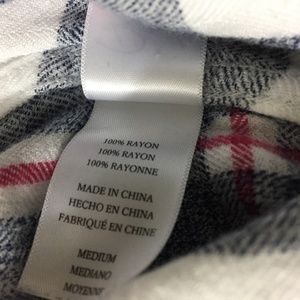 100% RAYON
100% RAYON
100% RAYONNE
MADE IN CHINA
HECHO EN CHINA
FABRIQUÉ EN CHINE
MEDIUM
MEDIANO
MOYENNE